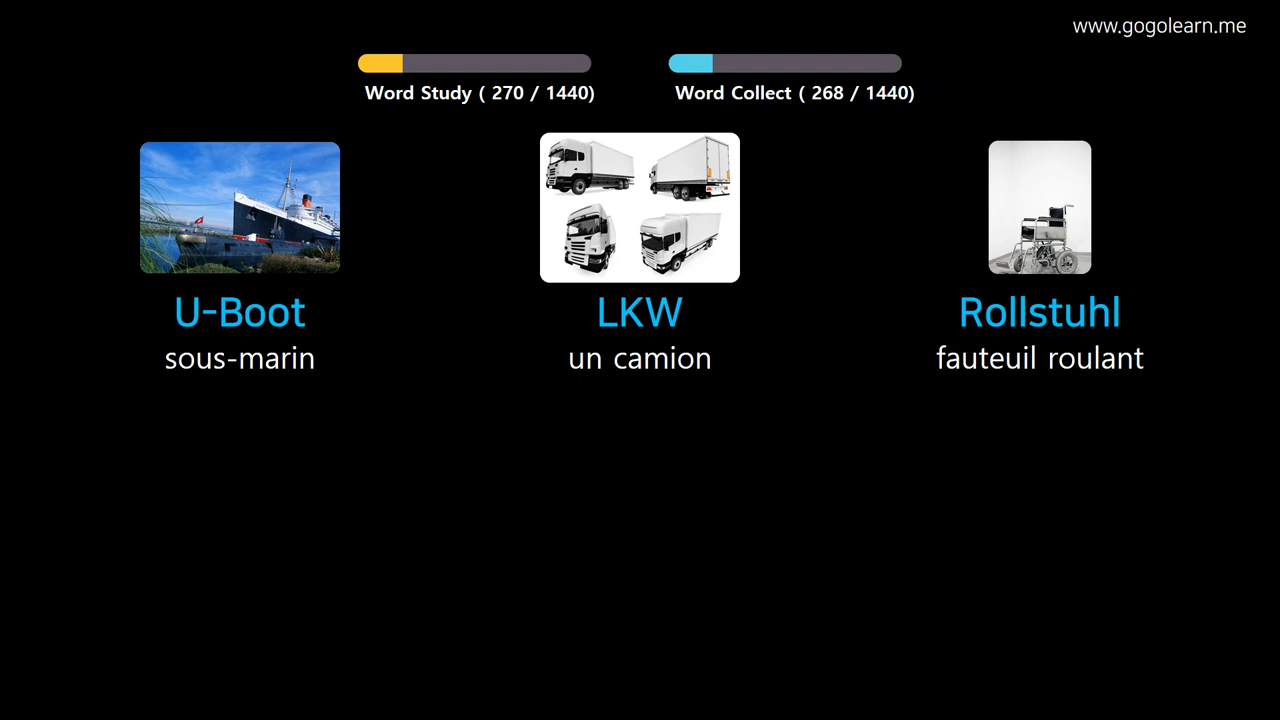 www.gogolearn.me
Word Study ( 270 / 1440)
Word Collect ( 268 / 1440)
U-Boot
LKW
Rollstuhl
sous-marin
un camion
fauteuil roulant